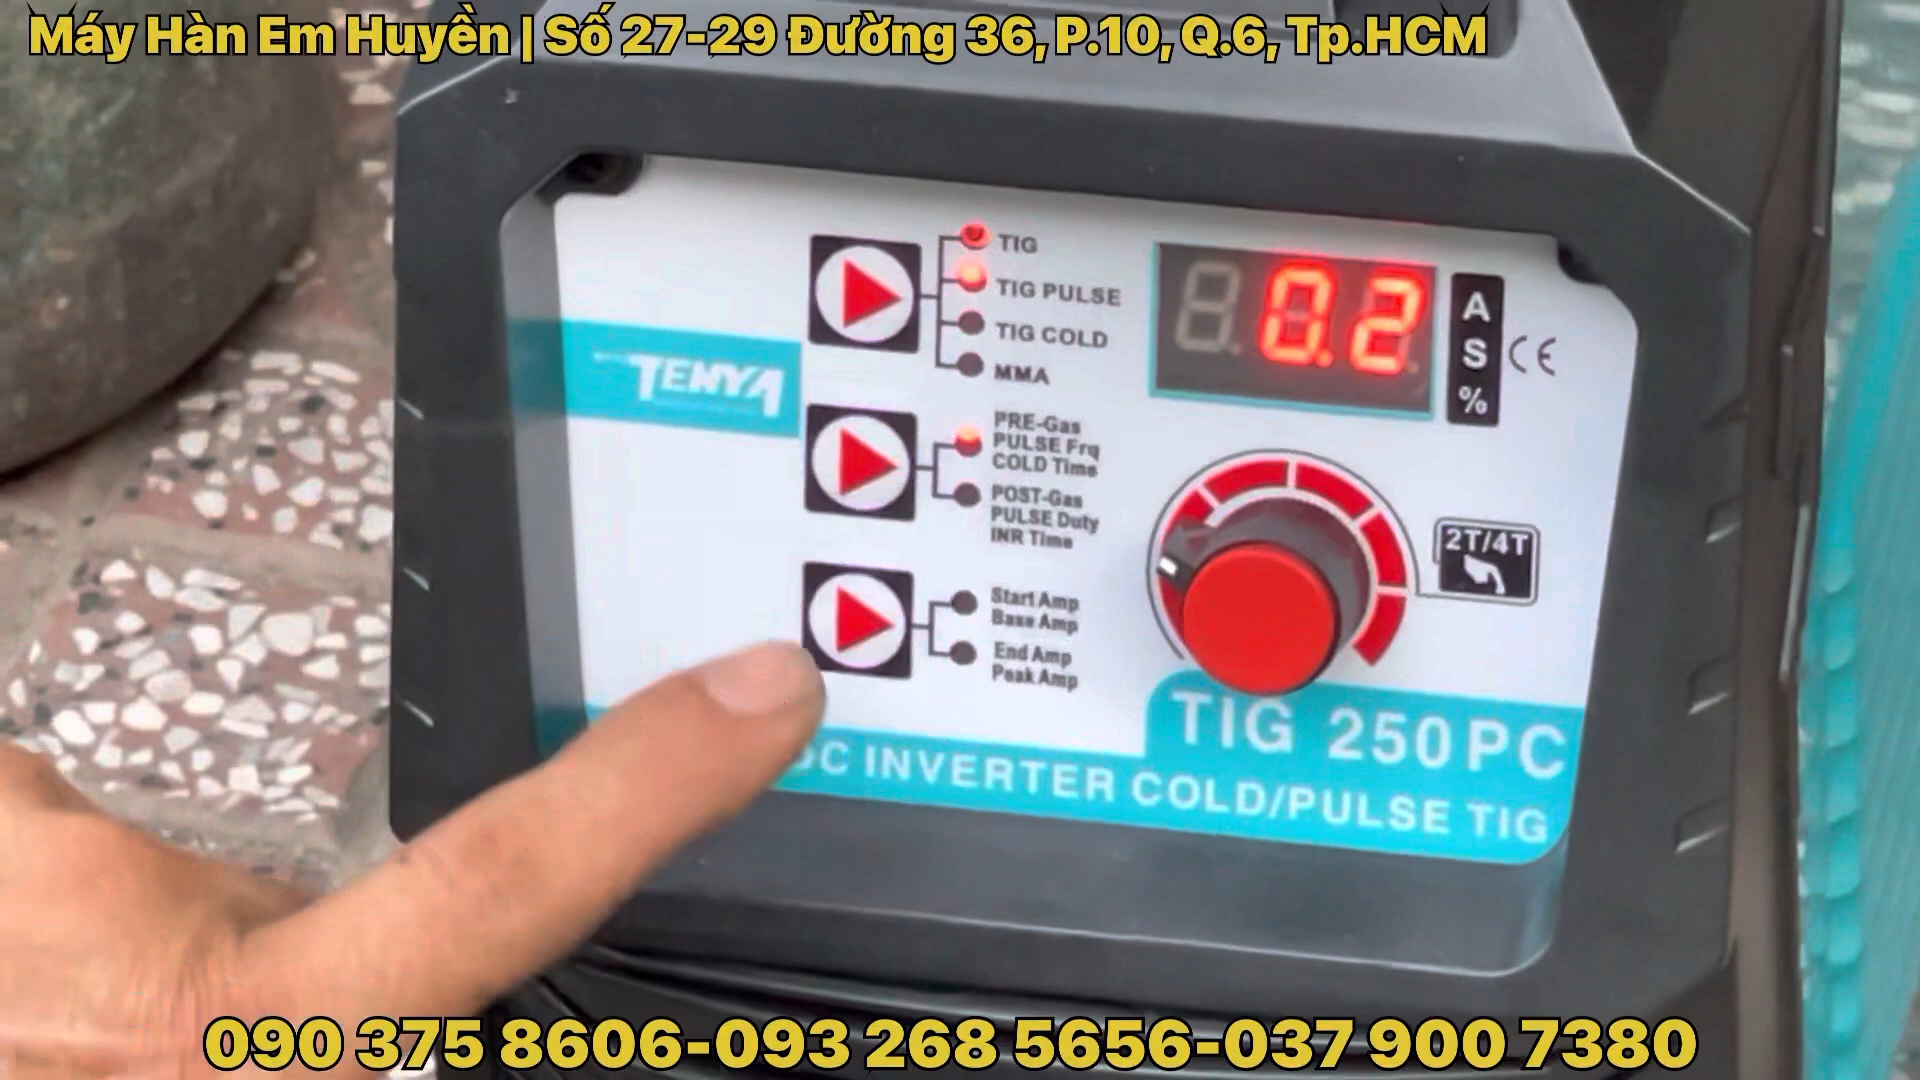 Máy Hàn Em Huyền | Số 27-29 Đường 36, P.10, Q.6, Tp.HCM
TIG
TIG PULSE
TIG COLD
MMA
0.2
A
S
%
CE
TENYA
PRE-Gas
PULSE Frq
COLD Time
POST-Gas
PULSE Duty
INR Time
2T/4T
Start Amp
Base Amp
End Amp
Peak Amp
TIG 250PC
DC INVERTER COLD/PULSE TIG
090 375 8606-093 268 5656-037 900 7380